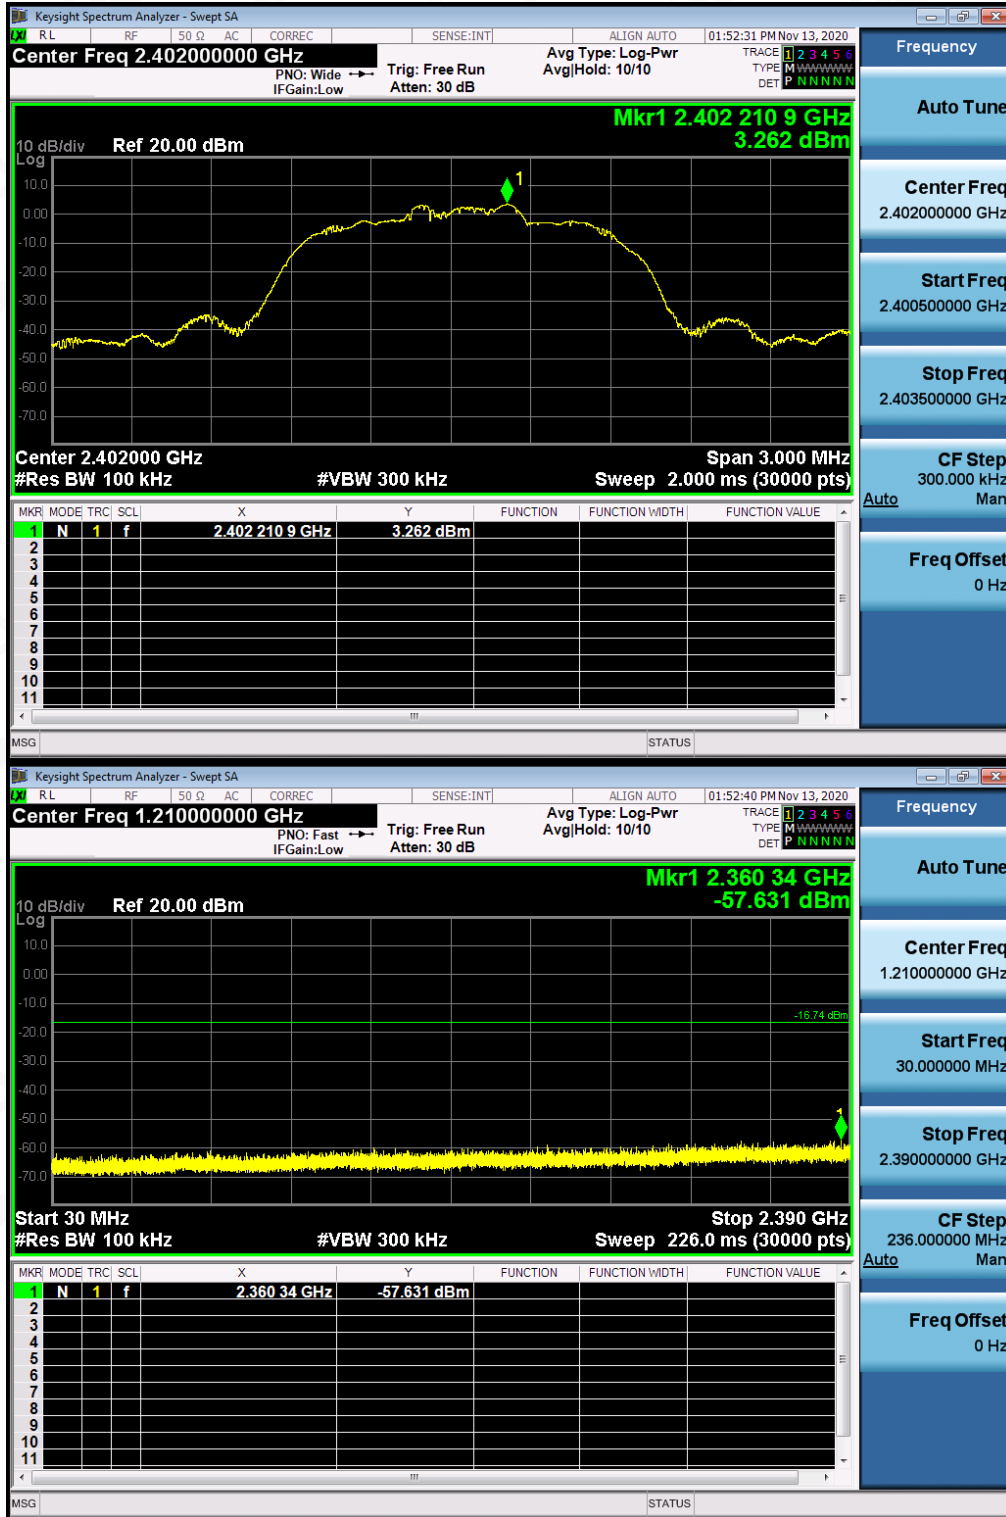 Keysight Spectrum Analyzer - Swept SA
LXI RL RF 50 Ω AC CORREC SENSE:INT ALIGN AUTO 01:52:31 PM Nov 13, 2020
Center Freq 2.402000000 GHz
PNO: Wide
IFGain:Low
Trig: Free Run
Atten: 30 dB
Avg Type: Log-Pwr
Avg|Hold: 10/10
TRACE 1 2 3 4 5 6
TYPE M WWWWW
DET P N N N N N
Mkr1 2.402 210 9 GHz
3.262 dBm
10 dB/div Ref 20.00 dBm
Log
10.0
0.00
-10.0
-20.0
-30.0
-40.0
-50.0
-60.0
-70.0
1
Center 2.402000 GHz Span 3.000 MHz
#Res BW 100 kHz #VBW 300 kHz Sweep 2.000 ms (30000 pts)
MKR MODE TRC SCL X Y FUNCTION FUNCTION WIDTH FUNCTION VALUE
1 N 1 f 2.402 210 9 GHz 3.262 dBm
2
3
4
5
6
7
8
9
10
11
MSG STATUS
Frequency
Auto Tune
Center Freq
2.402000000 GHz
Start Freq
2.400500000 GHz
Stop Freq
2.403500000 GHz
CF Step
300.000 kHz
Auto Man
Freq Offset
0 Hz
Keysight Spectrum Analyzer - Swept SA
LXI RL RF 50 Ω AC CORREC SENSE:INT ALIGN AUTO 01:52:40 PM Nov 13, 2020
Center Freq 1.210000000 GHz
PNO: Fast
IFGain:Low
Trig: Free Run
Atten: 30 dB
Avg Type: Log-Pwr
Avg|Hold: 10/10
TRACE 1 2 3 4 5 6
TYPE M WWWWW
DET P N N N N N
Mkr1 2.360 34 GHz
-57.631 dBm
10 dB/div Ref 20.00 dBm
Log
10.0
0.00
-10.0
-20.0
-30.0
-40.0
-50.0
-60.0
-70.0
-16.74 dBm
1
Start 30 MHz Stop 2.390 GHz
#Res BW 100 kHz #VBW 300 kHz Sweep 226.0 ms (30000 pts)
MKR MODE TRC SCL X Y FUNCTION FUNCTION WIDTH FUNCTION VALUE
1 N 1 f 2.360 34 GHz -57.631 dBm
2
3
4
5
6
7
8
9
10
11
MSG STATUS
Frequency
Auto Tune
Center Freq
1.210000000 GHz
Start Freq
30.000000 MHz
Stop Freq
2.390000000 GHz
CF Step
236.000000 MHz
Auto Man
Freq Offset
0 Hz